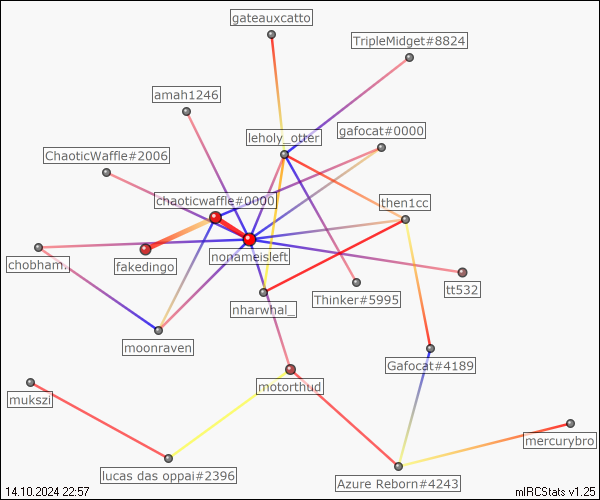 gateauxcatto
TripleMidget#8824
amah1246
gafocat#0000
leholy_otter
ChaoticWaffle#2006
chaoticwaffle#0000
then1cc
nonameisleft
chobham.
fakedingo
tt532
Thinker#5995
nharwhal_
moonraven
Gafocat#4189
motorthud
mukszi
mercurybro
lucas das oppai#2396
Azure Reborn#4243
14.10.2024 22:57
mIRCStats v1.25